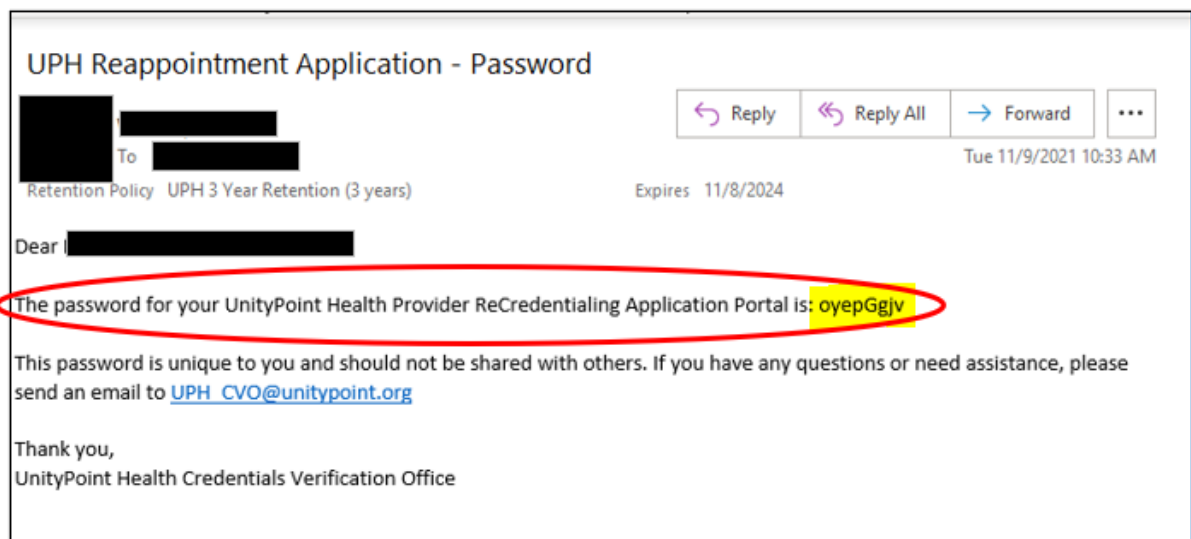 UPH Reappointment Application - Password
Reply Reply All Forward
To
Tue 11/9/2021 10:33 AM
Retention Policy UPH 3 Year Retention (3 years) Expires 11/8/2024
Dear
The password for your UnityPoint Health Provider ReCredentialing Application Portal is: oyepGgjv
This password is unique to you and should not be shared with others. If you have any questions or need assistance, please
send an email to UPH_CVO@unitypoint.org
Thank you,
UnityPoint Health Credentials Verification Office